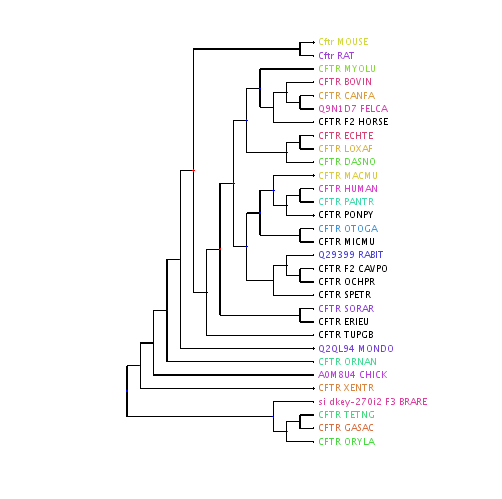 Cftr MOUSE
Cftr RAT
CFTR MYOLU
CFTR BOVIN
CFTR CANFA
Q9N1D7 FELCA
CFTR F2 HORSE
CFTR ECHTE
CFTR LOXAF
CFTR DASNO
CFTR MACMU
CFTR HUMAN
CFTR PANTR
CFTR PONPY
CFTR OTOGA
CFTR MICMU
Q29399 RABIT
CFTR F2 CAVPO
CFTR OCHPR
CFTR SPETR
CFTR SORAR
CFTR ERIEU
CFTR TUPGB
Q2QL94 MONDO
CFTR ORNAN
A0M8U4 CHICK
CFTR XENTR
si dkey-270i2 F3 BRARE
CFTR TETNG
CFTR GASAC
CFTR ORYLA